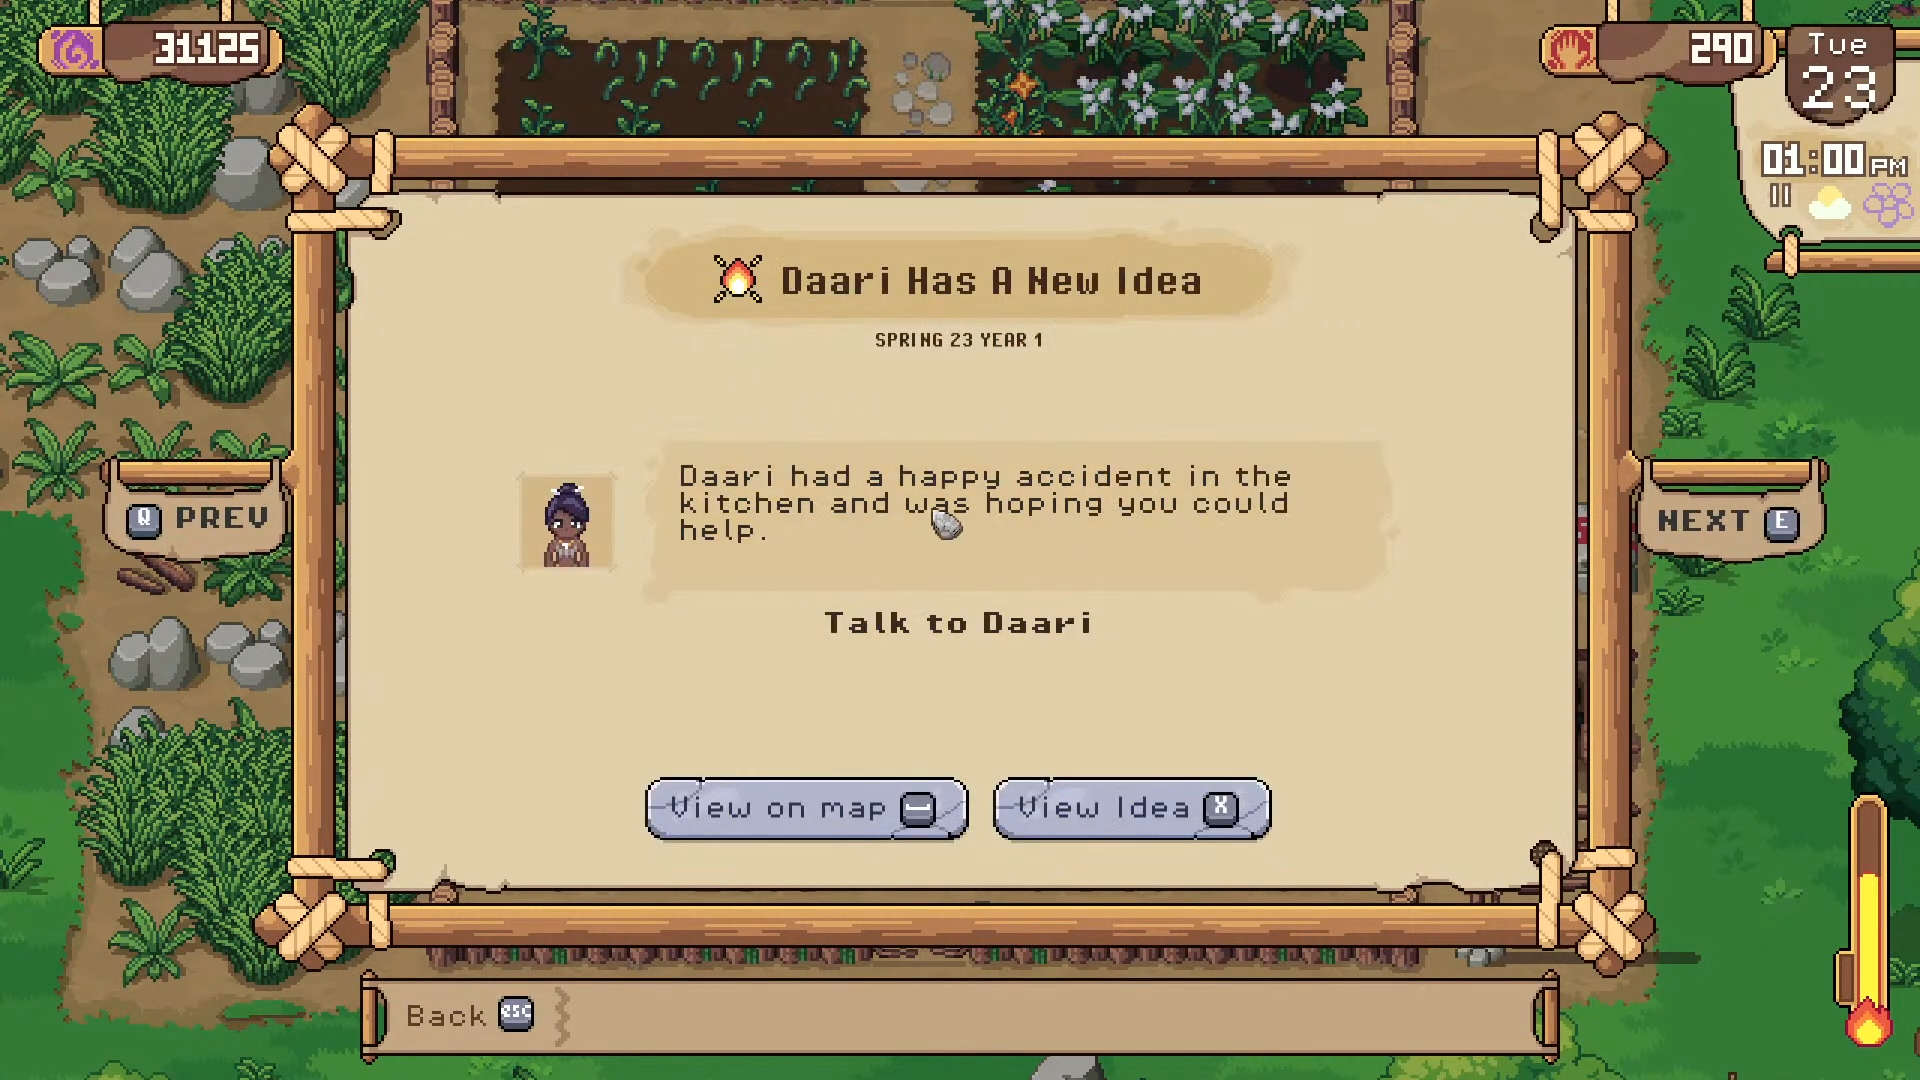 31125
290
Tue
23
01:00 PM
Daari Has A New Idea
SPRING 23 YEAR 1
Daari had a happy accident in the
kitchen and was hoping you could
help.
Q PREV
NEXT E
Talk to Daari
View on map
View Idea X
Back esc